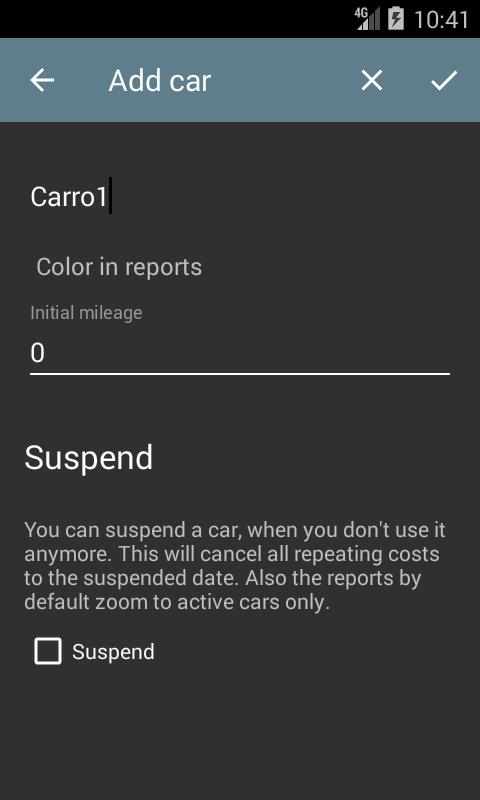 4G 10:41
Add car
Carro1
Color in reports
Initial mileage
0
Suspend
You can suspend a car, when you don't use it
anymore. This will cancel all repeating costs
to the suspended date. Also the reports by
default zoom to active cars only.
Suspend